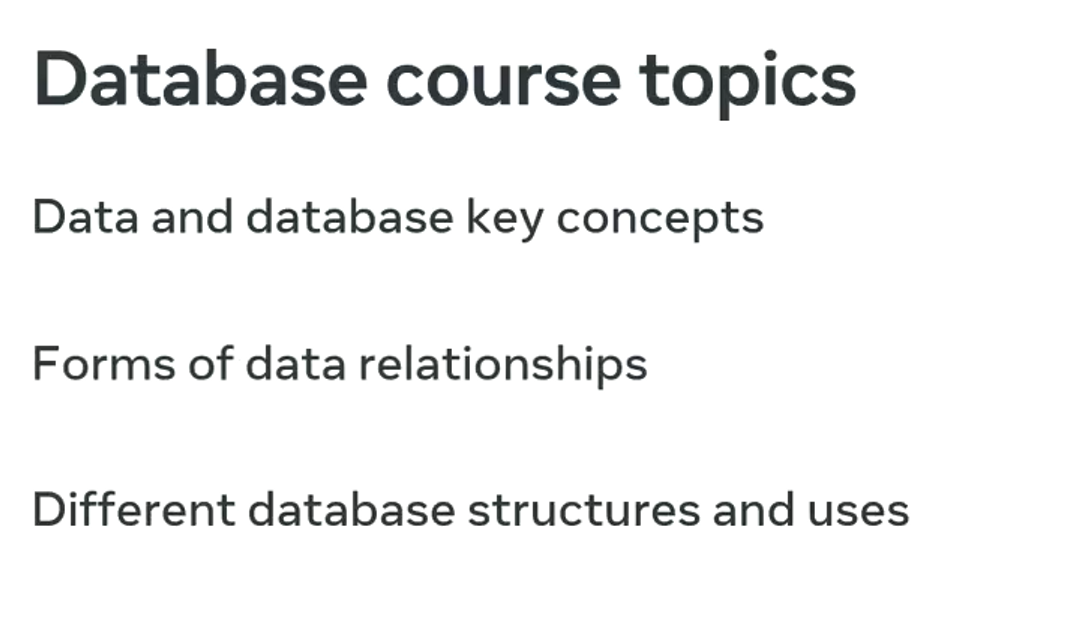 Database course topics
Data and database key concepts
Forms of data relationships
Different database structures and uses